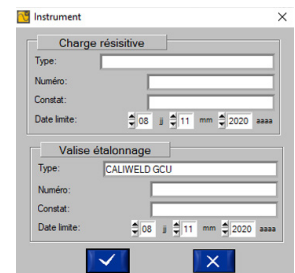 Instrument
Charge résistive
Type:
Numéro:
Constat:
Date limite: 08 jj 11 mm 2020 aaaa
Valise étalonnage
Type: CALIWELD GCU
Numéro:
Constat:
Date limite: 08 jj 11 mm 2020 aaaa